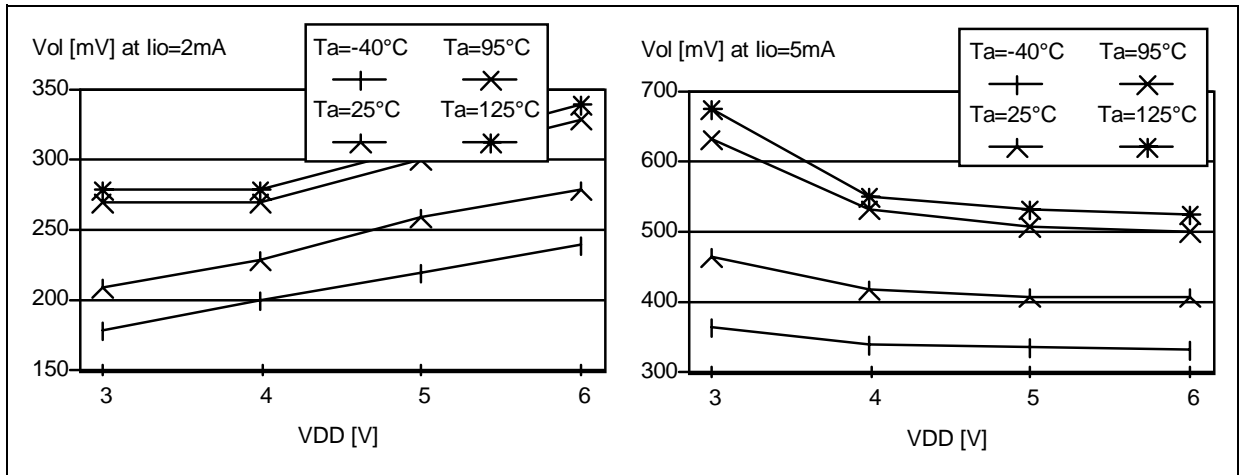 Vol [mV] at Iio=2mA
Ta=-40°C Ta=95°C
Ta=25°C Ta=125°C
350
300
250
200
150
3 4 5 6
VDD [V]
Vol [mV] at Iio=5mA
Ta=-40°C Ta=95°C
Ta=25°C Ta=125°C
700
600
500
400
300
3 4 5 6
VDD [V]